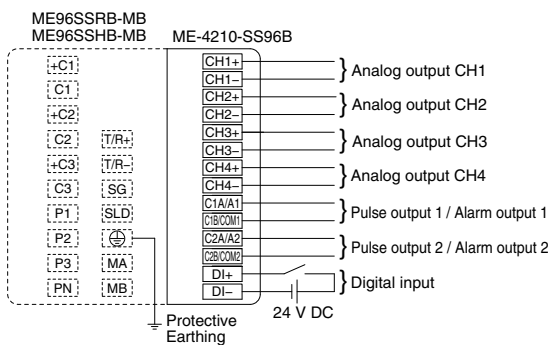 ME96SSRB-MB
ME96SSHB-MB
ME-4210-SS96B
+C1
C1
+C2
C2
T/R+
+C3
T/R–
C3
SG
P1
SLD
P2
P3
MA
PN
MB
CH1+
CH1–
Analog output CH1
CH2+
CH2–
Analog output CH2
CH3+
CH3–
Analog output CH3
CH4+
CH4–
Analog output CH4
C1A/A1
C1B/COM1
Pulse output 1 / Alarm output 1
C2A/A2
C2B/COM2
Pulse output 2 / Alarm output 2
DI+
DI–
Digital input
24 V DC
Protective
Earthing